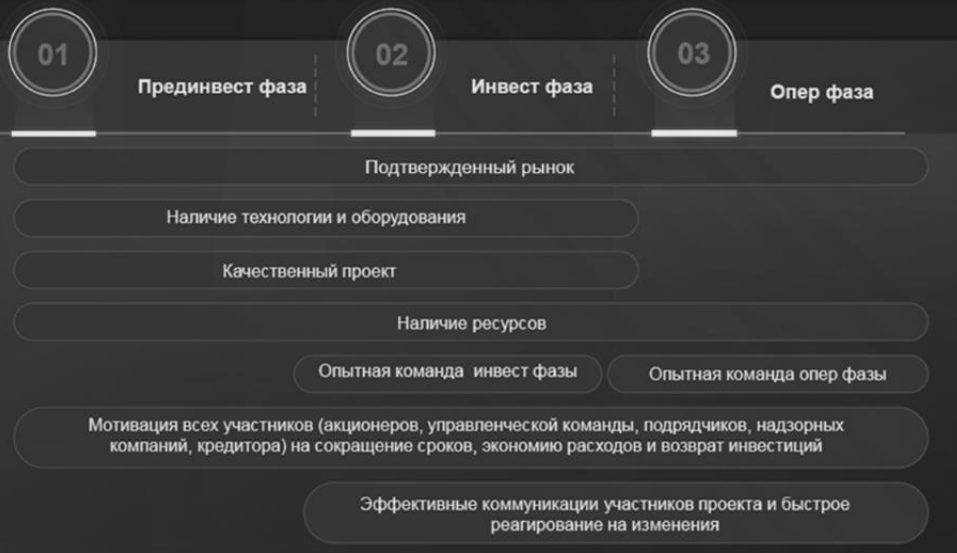 01
Прединвест фаза
02
Инвест фаза
03
Опер фаза
Подтвержденный рынок
Наличие технологии и оборудования
Качественный проект
Наличие ресурсов
Опытная команда инвест фазы
Опытная команда опер фазы
Мотивация всех участников (акционеров, управленческой команды, подрядчиков, надзорных
компаний, кредитора) на сокращение сроков, экономию расходов и возврат инвестиций
Эффективные коммуникации участников проекта и быстрое
реагирование на изменения